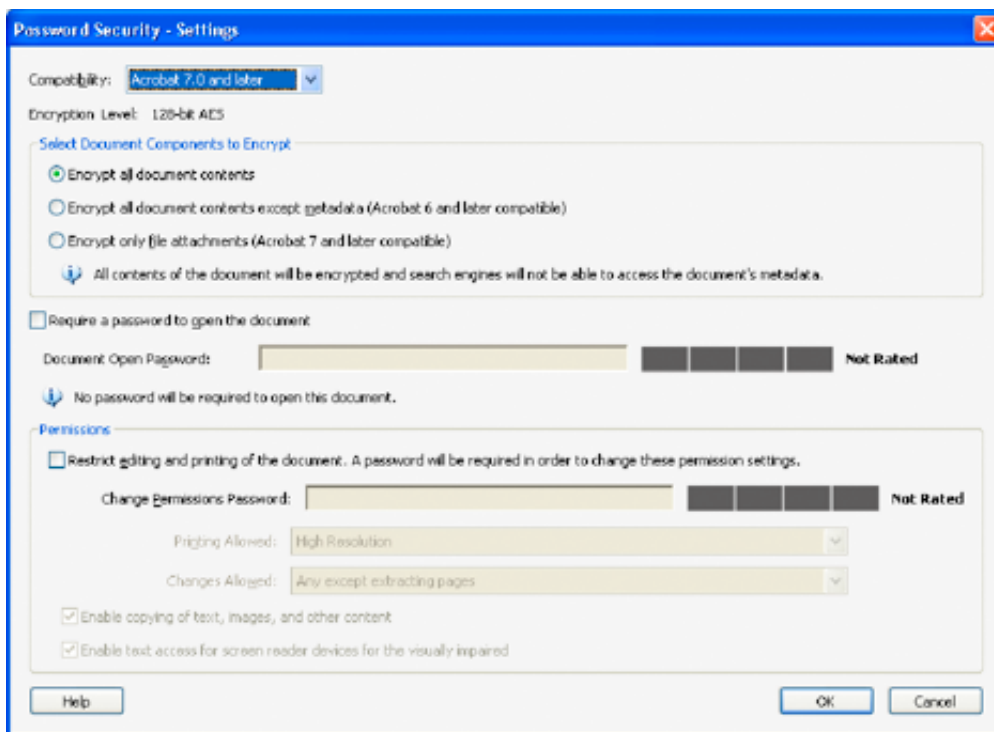 Password Security - Settings
Compatibility: Acrobat 7.0 and later
Encryption Level: 128-bit AES
Select Document Components to Encrypt
Encrypt all document contents
Encrypt all document contents except metadata (Acrobat 6 and later compatible)
Encrypt only file attachments (Acrobat 7 and later compatible)
All contents of the document will be encrypted and search engines will not be able to access the document's metadata.
Require a password to open the document
Document Open Password: Not Rated
No password will be required to open this document.
Permissions
Restrict editing and printing of the document. A password will be required in order to change these permission settings.
Change Permissions Password: Not Rated
Printing Allowed: High Resolution
Changes Allowed: Any except extracting pages
Enable copying of text, images, and other content
Enable text access for screen reader devices for the visually impaired
Help OK Cancel